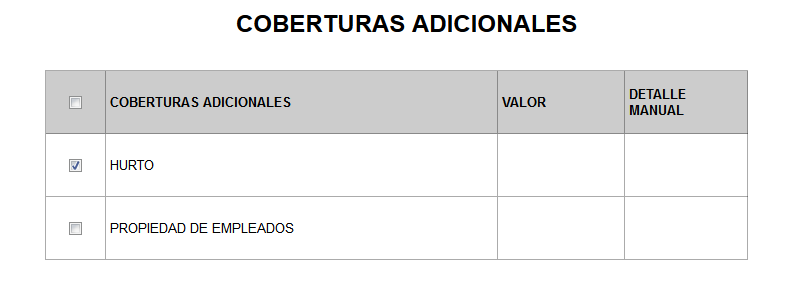 COBERTURAS ADICIONALES
COBERTURAS ADICIONALES
VALOR
DETALLE
MANUAL
HURTO
PROPIEDAD DE EMPLEADOS